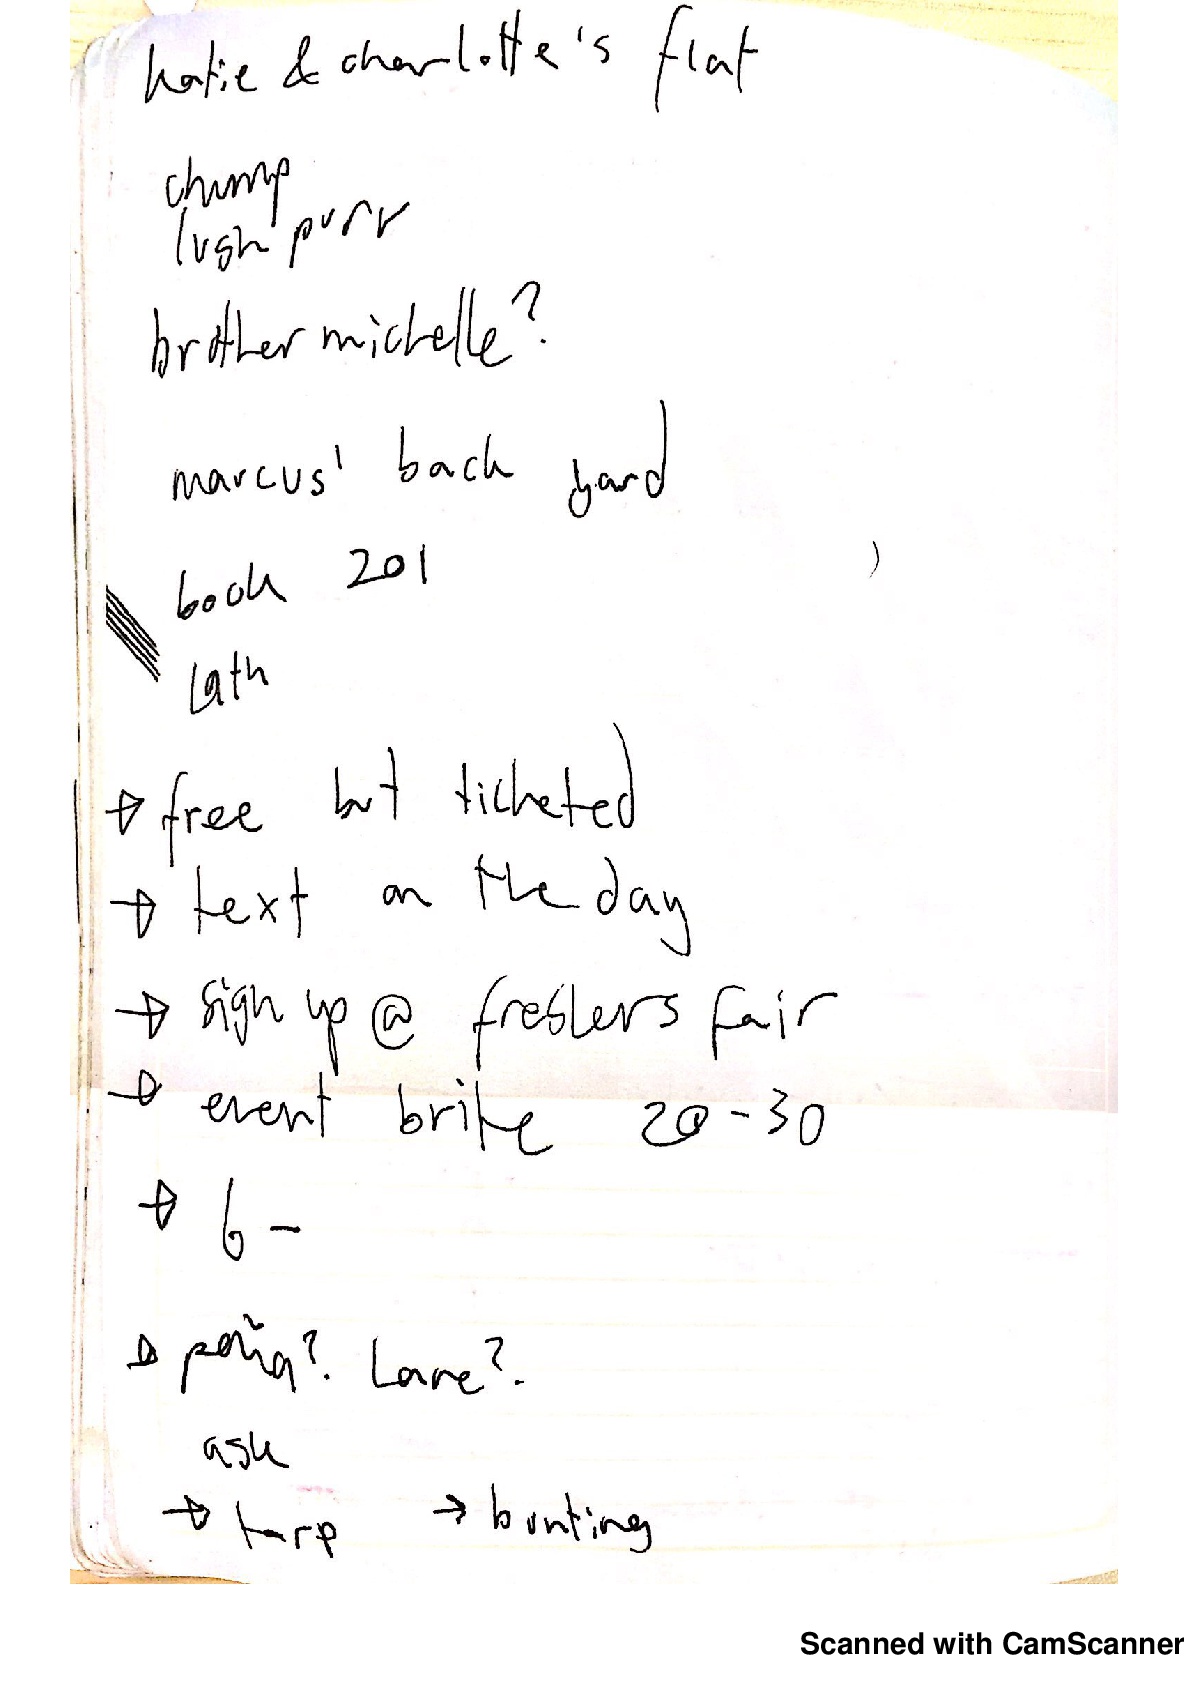 katie & charlotte's flat
chump
lush purr
brother michelle?
marcus' back yard
book 201
Lath
→ free but ticketed
→ text on the day
→ sign up @ freshers fair
→ event brite 20-30
→ 6 -
→ poña? Lane?
ask
→ tarp → bunting
Scanned with CamScanner